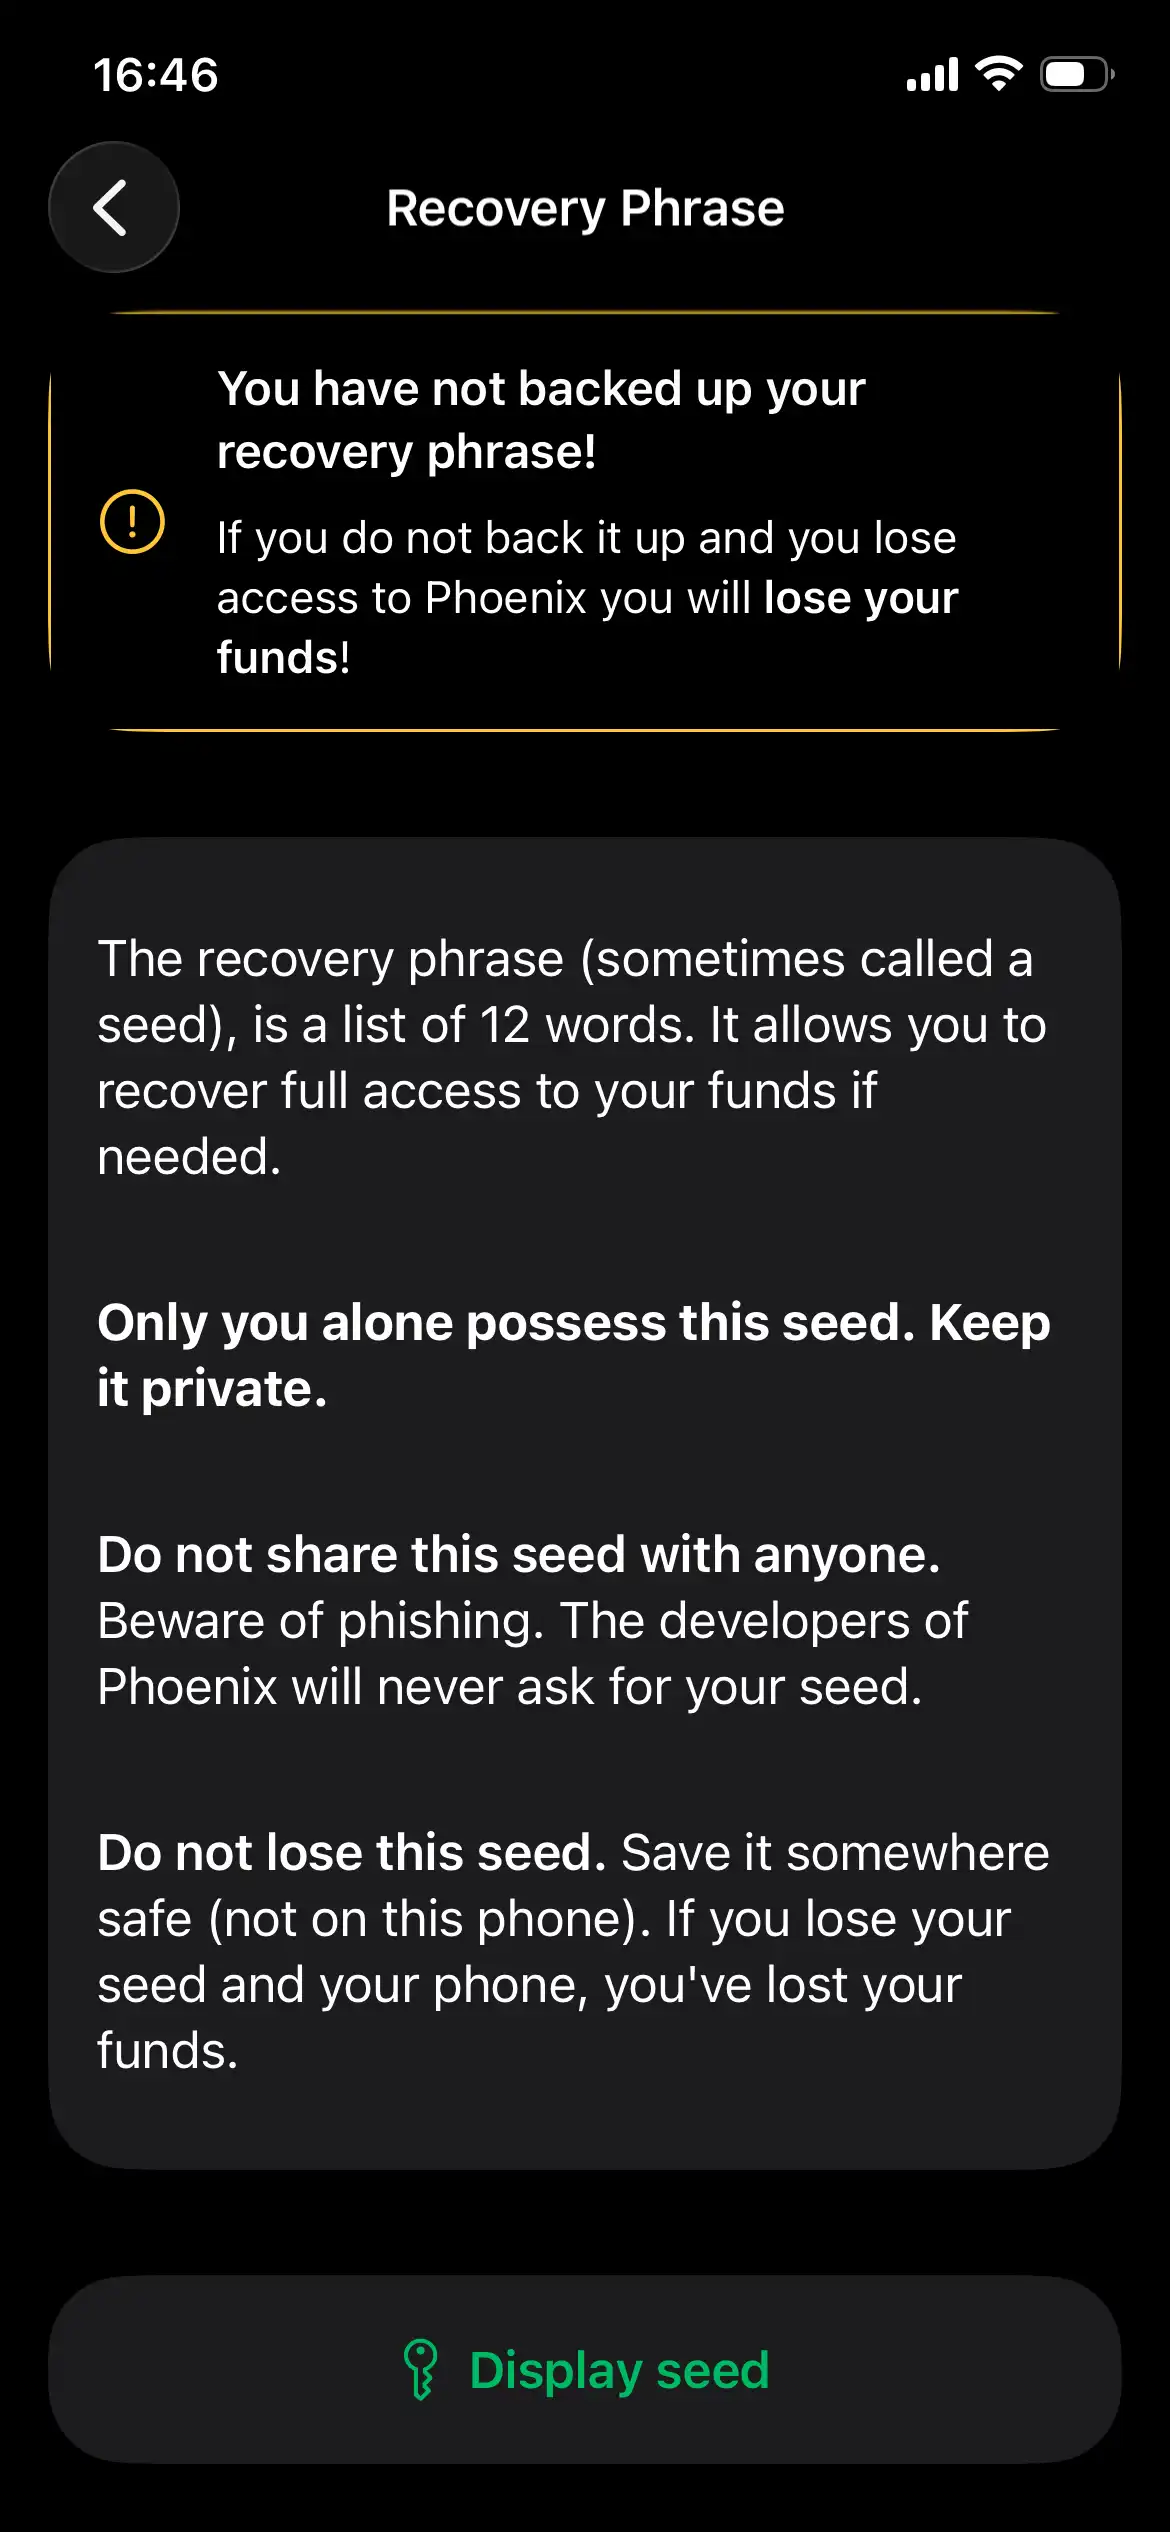 16:46
Recovery Phrase
You have not backed up your
recovery phrase!
If you do not back it up and you lose
access to Phoenix you will lose your
funds!
The recovery phrase (sometimes called a
seed), is a list of 12 words. It allows you to
recover full access to your funds if
needed.
Only you alone possess this seed. Keep
it private.
Do not share this seed with anyone.
Beware of phishing. The developers of
Phoenix will never ask for your seed.
Do not lose this seed. Save it somewhere
safe (not on this phone). If you lose your
seed and your phone, you've lost your
funds.
Display seed